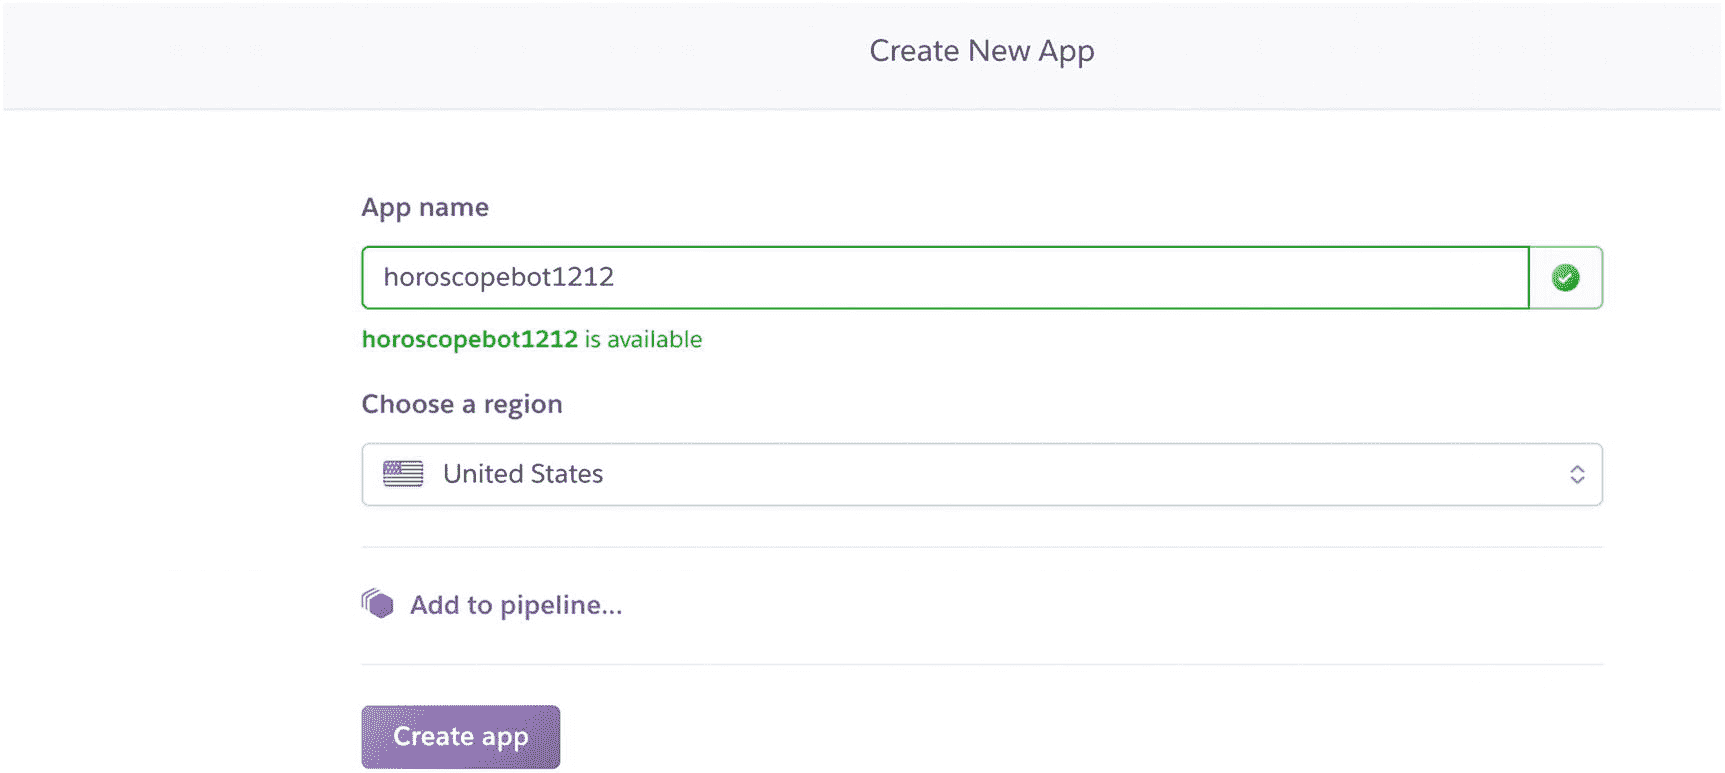 Create New App
App name
horoscopebot1212
horoscopebot1212 is available
Choose a region
United States
Add to pipeline...
Create app